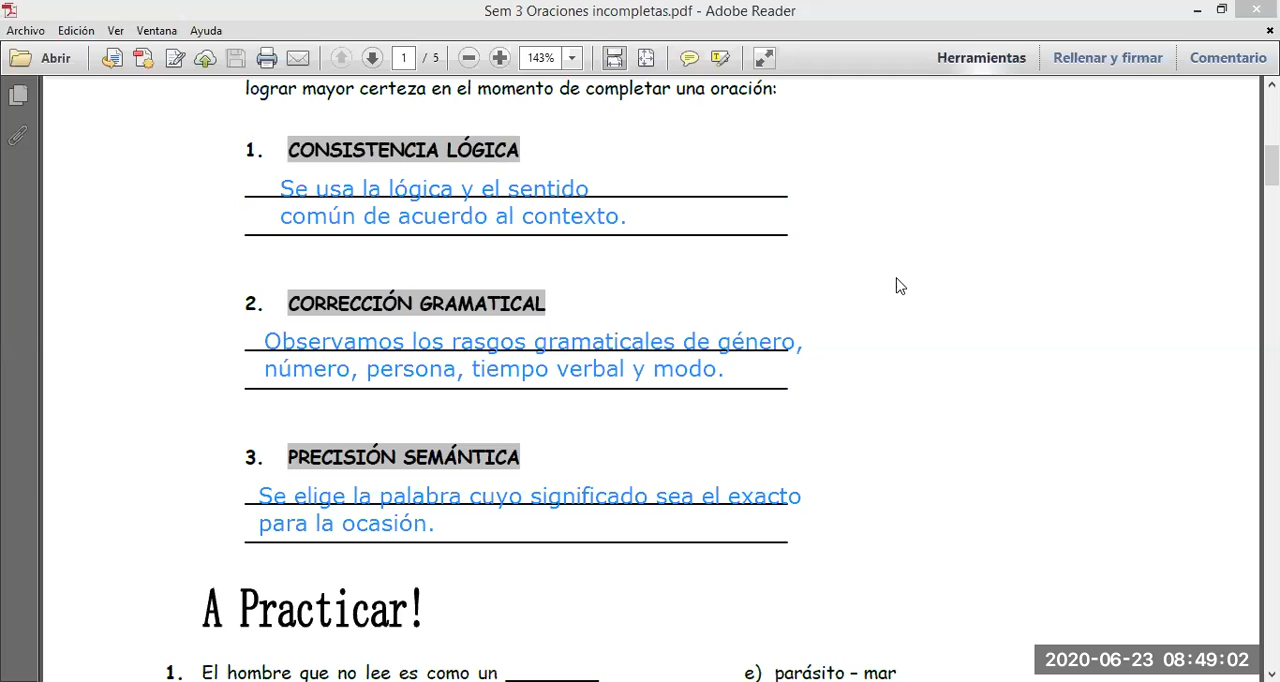 Sem 3 Oraciones incompletas.pdf - Adobe Reader
Archivo Edición Ver Ventana Ayuda
Abrir 1 / 5 143% Herramientas Rellenar y firmar Comentario
lograr mayor certeza en el momento de completar una oración:
1. CONSISTENCIA LÓGICA
Se usa la lógica y el sentido
común de acuerdo al contexto.
2. CORRECCIÓN GRAMATICAL
Observamos los rasgos gramaticales de género,
número, persona, tiempo verbal y modo.
3. PRECISIÓN SEMÁNTICA
Se elige la palabra cuyo significado sea el exacto
para la ocasión.
A Practicar!
1. El hombre que no lee es como un ________
e) parásito – mar
2020-06-23 08:49:02